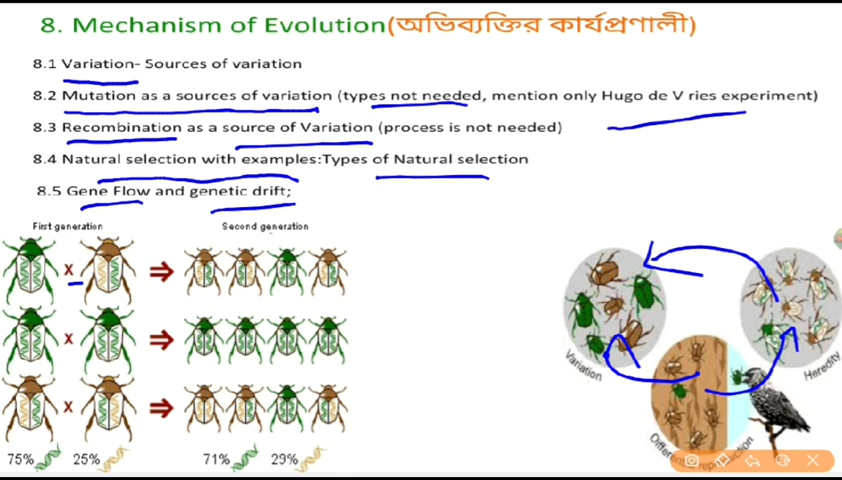 8. Mechanism of Evolution(অভিব্যক্তির কার্যপ্রণালী)
8.1 Variation- Sources of variation
8.2 Mutation as a sources of variation (types not needed, mention only Hugo de V ries experiment)
8.3 Recombination as a source of Variation (process is not needed)
8.4 Natural selection with examples:Types of Natural selection
8.5 Gene Flow and genetic drift;
First generation
Second generation
x
x
x
Variation
Heredity
75% 25% 71% 29%